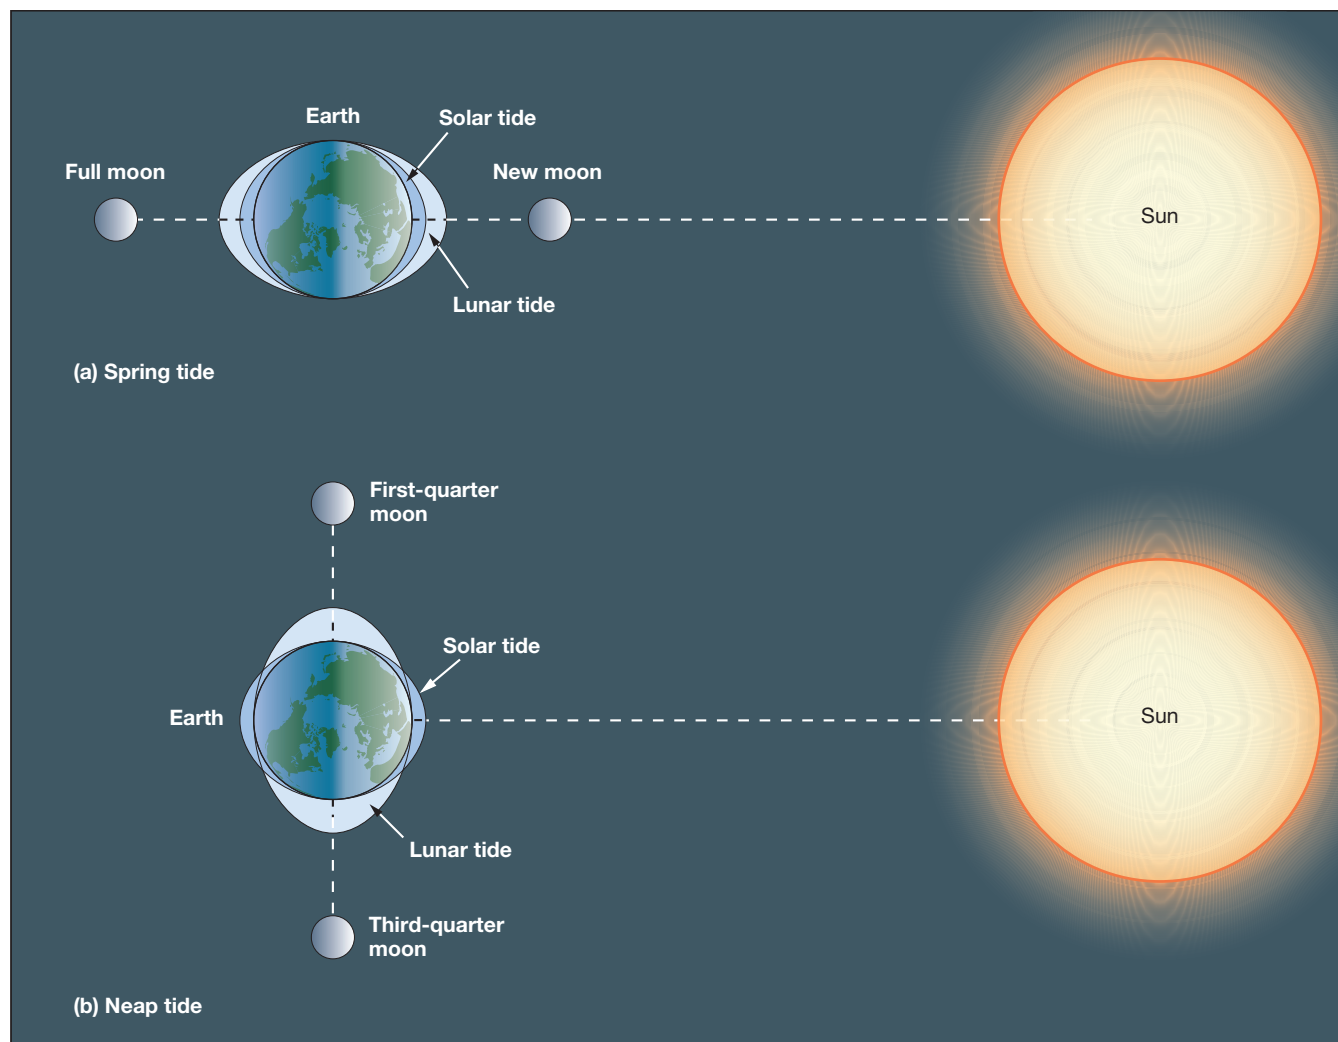 Earth
Solar tide
Full moon
New moon
Sun
Lunar tide
(a) Spring tide
First-quarter
moon
Solar tide
Earth
Sun
Lunar tide
Third-quarter
moon
(b) Neap tide